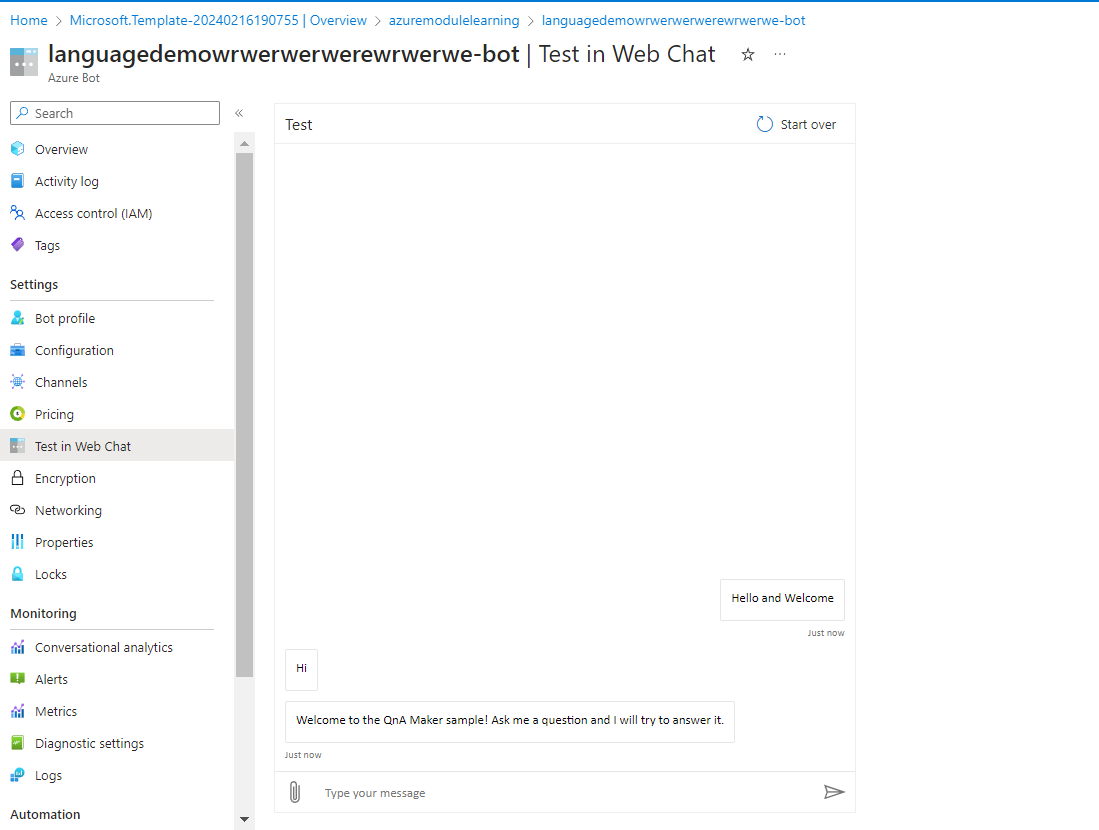 Home > Microsoft.Template-20240216190755 | Overview > azuremodulelearning > languagedemowrwerwerwerewrwerwe-bot
languagedemowrwerwerwerewrwerwe-bot | Test in Web Chat
Azure Bot
Search
Overview
Activity log
Access control (IAM)
Tags
Settings
Bot profile
Configuration
Channels
Pricing
Test in Web Chat
Encryption
Networking
Properties
Locks
Monitoring
Conversational analytics
Alerts
Metrics
Diagnostic settings
Logs
Automation
Test
Start over
Hello and Welcome
Just now
Hi
Welcome to the QnA Maker sample! Ask me a question and I will try to answer it.
Just now
Type your message